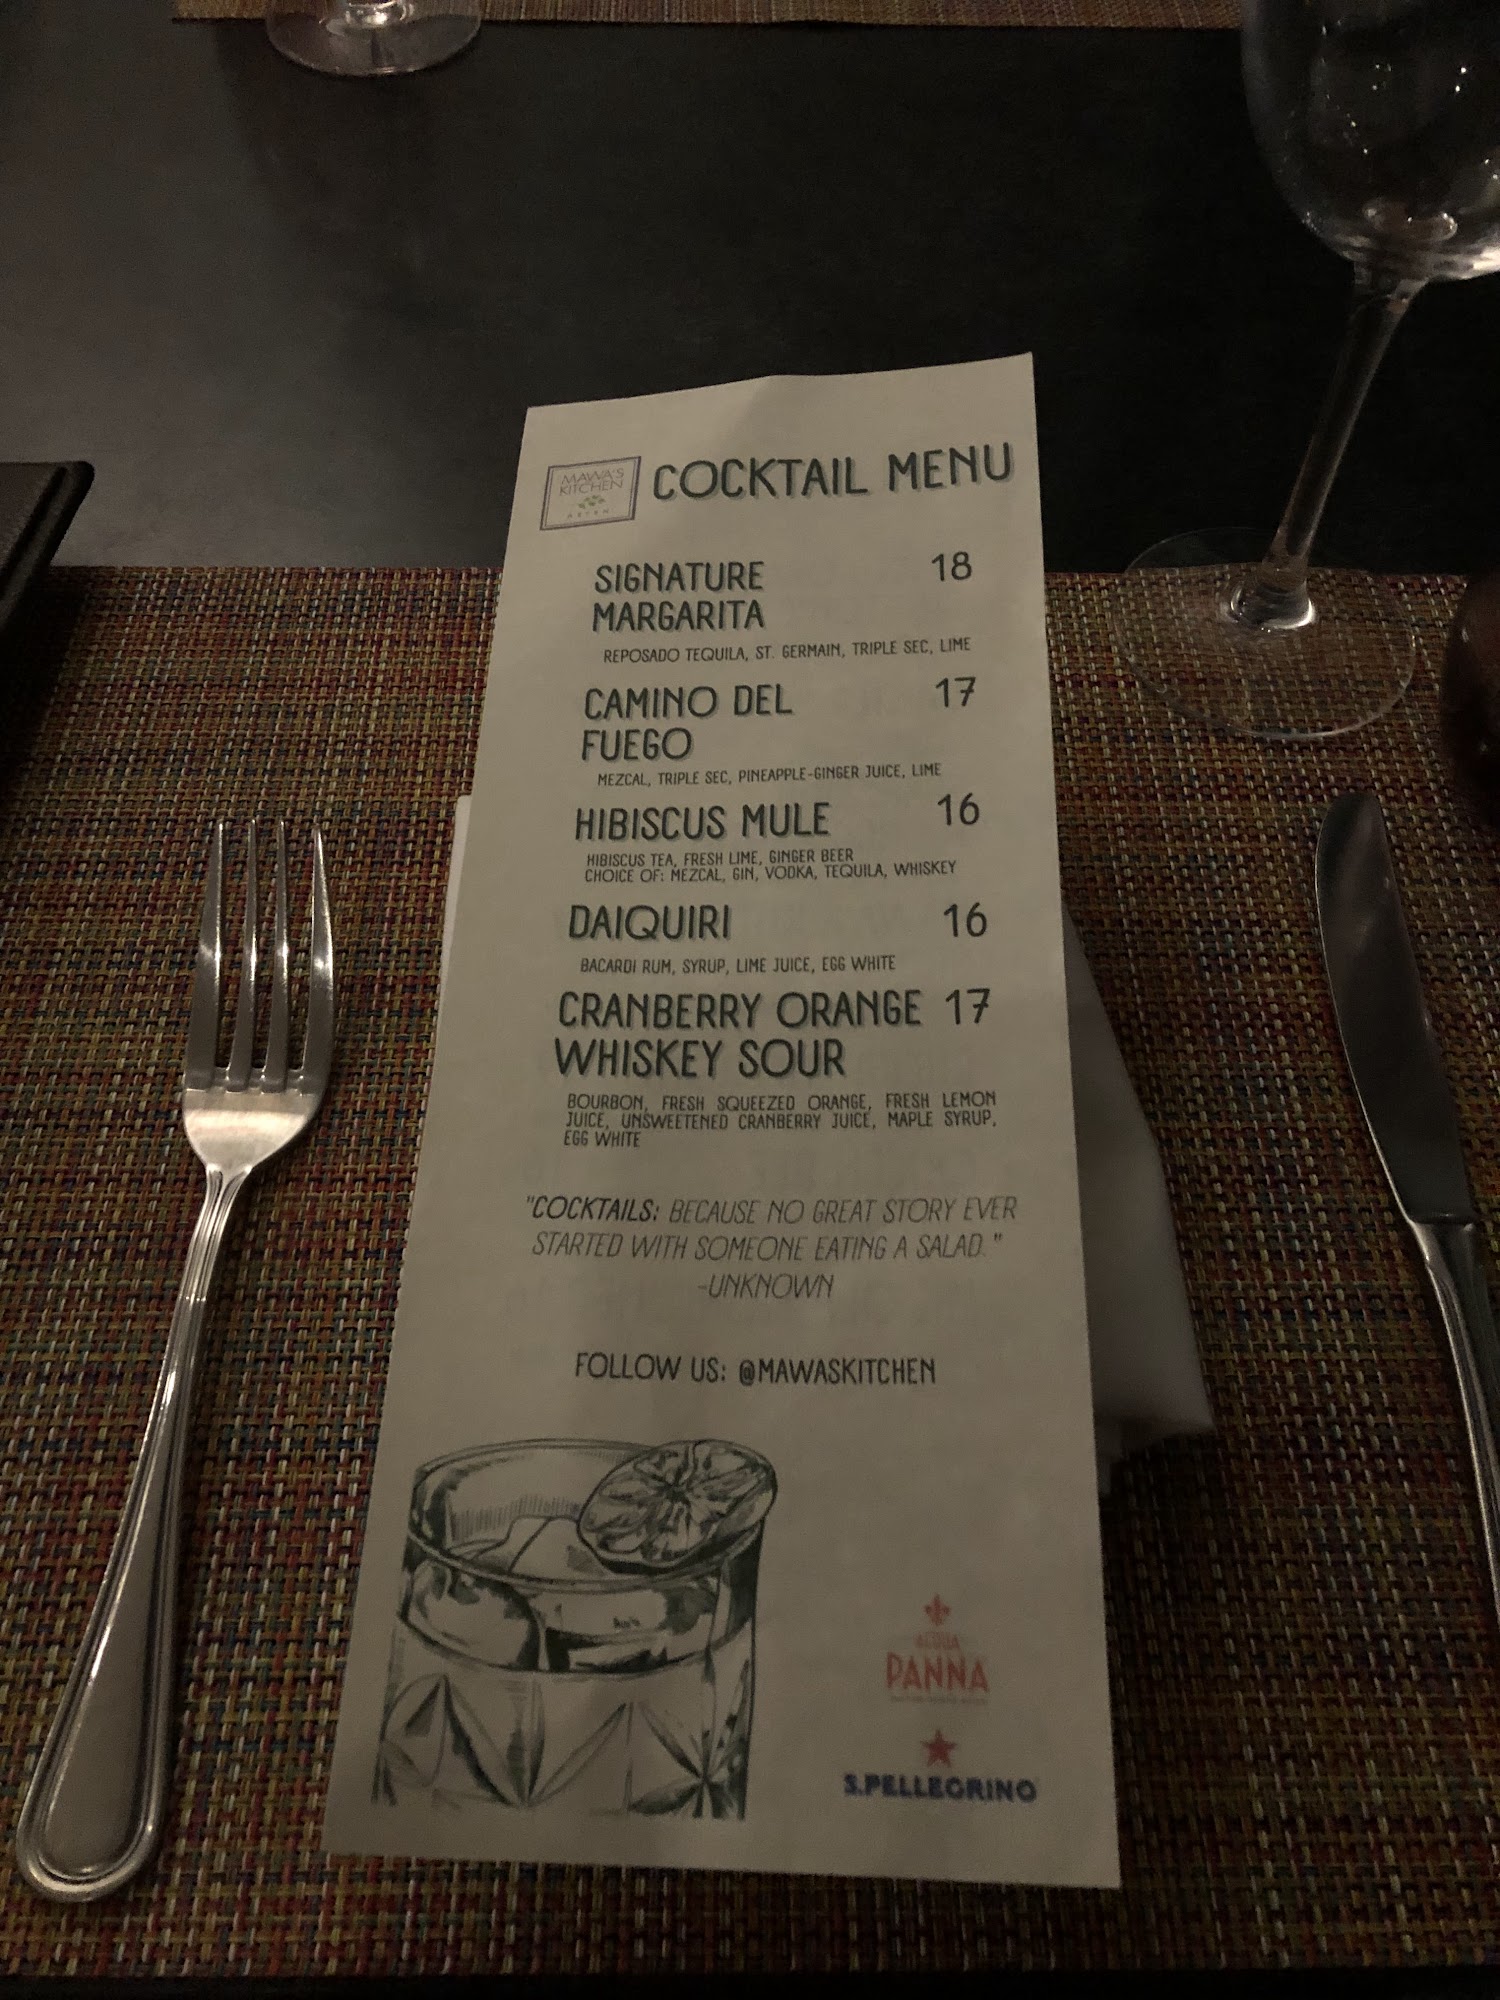 MAWA'S
KITCHEN
ASPEN
COCKTAIL MENU
SIGNATURE 18
MARGARITA
REPOSADO TEQUILA, ST. GERMAIN, TRIPLE SEC, LIME
CAMINO DEL 17
FUEGO
MEZCAL, TRIPLE SEC, PINEAPPLE-GINGER JUICE, LIME
HIBISCUS MULE 16
HIBISCUS TEA, FRESH LIME, GINGER BEER
CHOICE OF: MEZCAL, GIN, VODKA, TEQUILA, WHISKEY
DAIQUIRI 16
BACARDI RUM, SYRUP, LIME JUICE, EGG WHITE
CRANBERRY ORANGE 17
WHISKEY SOUR
BOURBON, FRESH SQUEEZED ORANGE, FRESH LEMON
JUICE, UNSWEETENED CRANBERRY JUICE, MAPLE SYRUP,
EGG WHITE
"COCKTAILS: BECAUSE NO GREAT STORY EVER
STARTED WITH SOMEONE EATING A SALAD."
-UNKNOWN
FOLLOW US: @MAWASKITCHEN
ACQUA
PANNA
S.PELLEGRINO